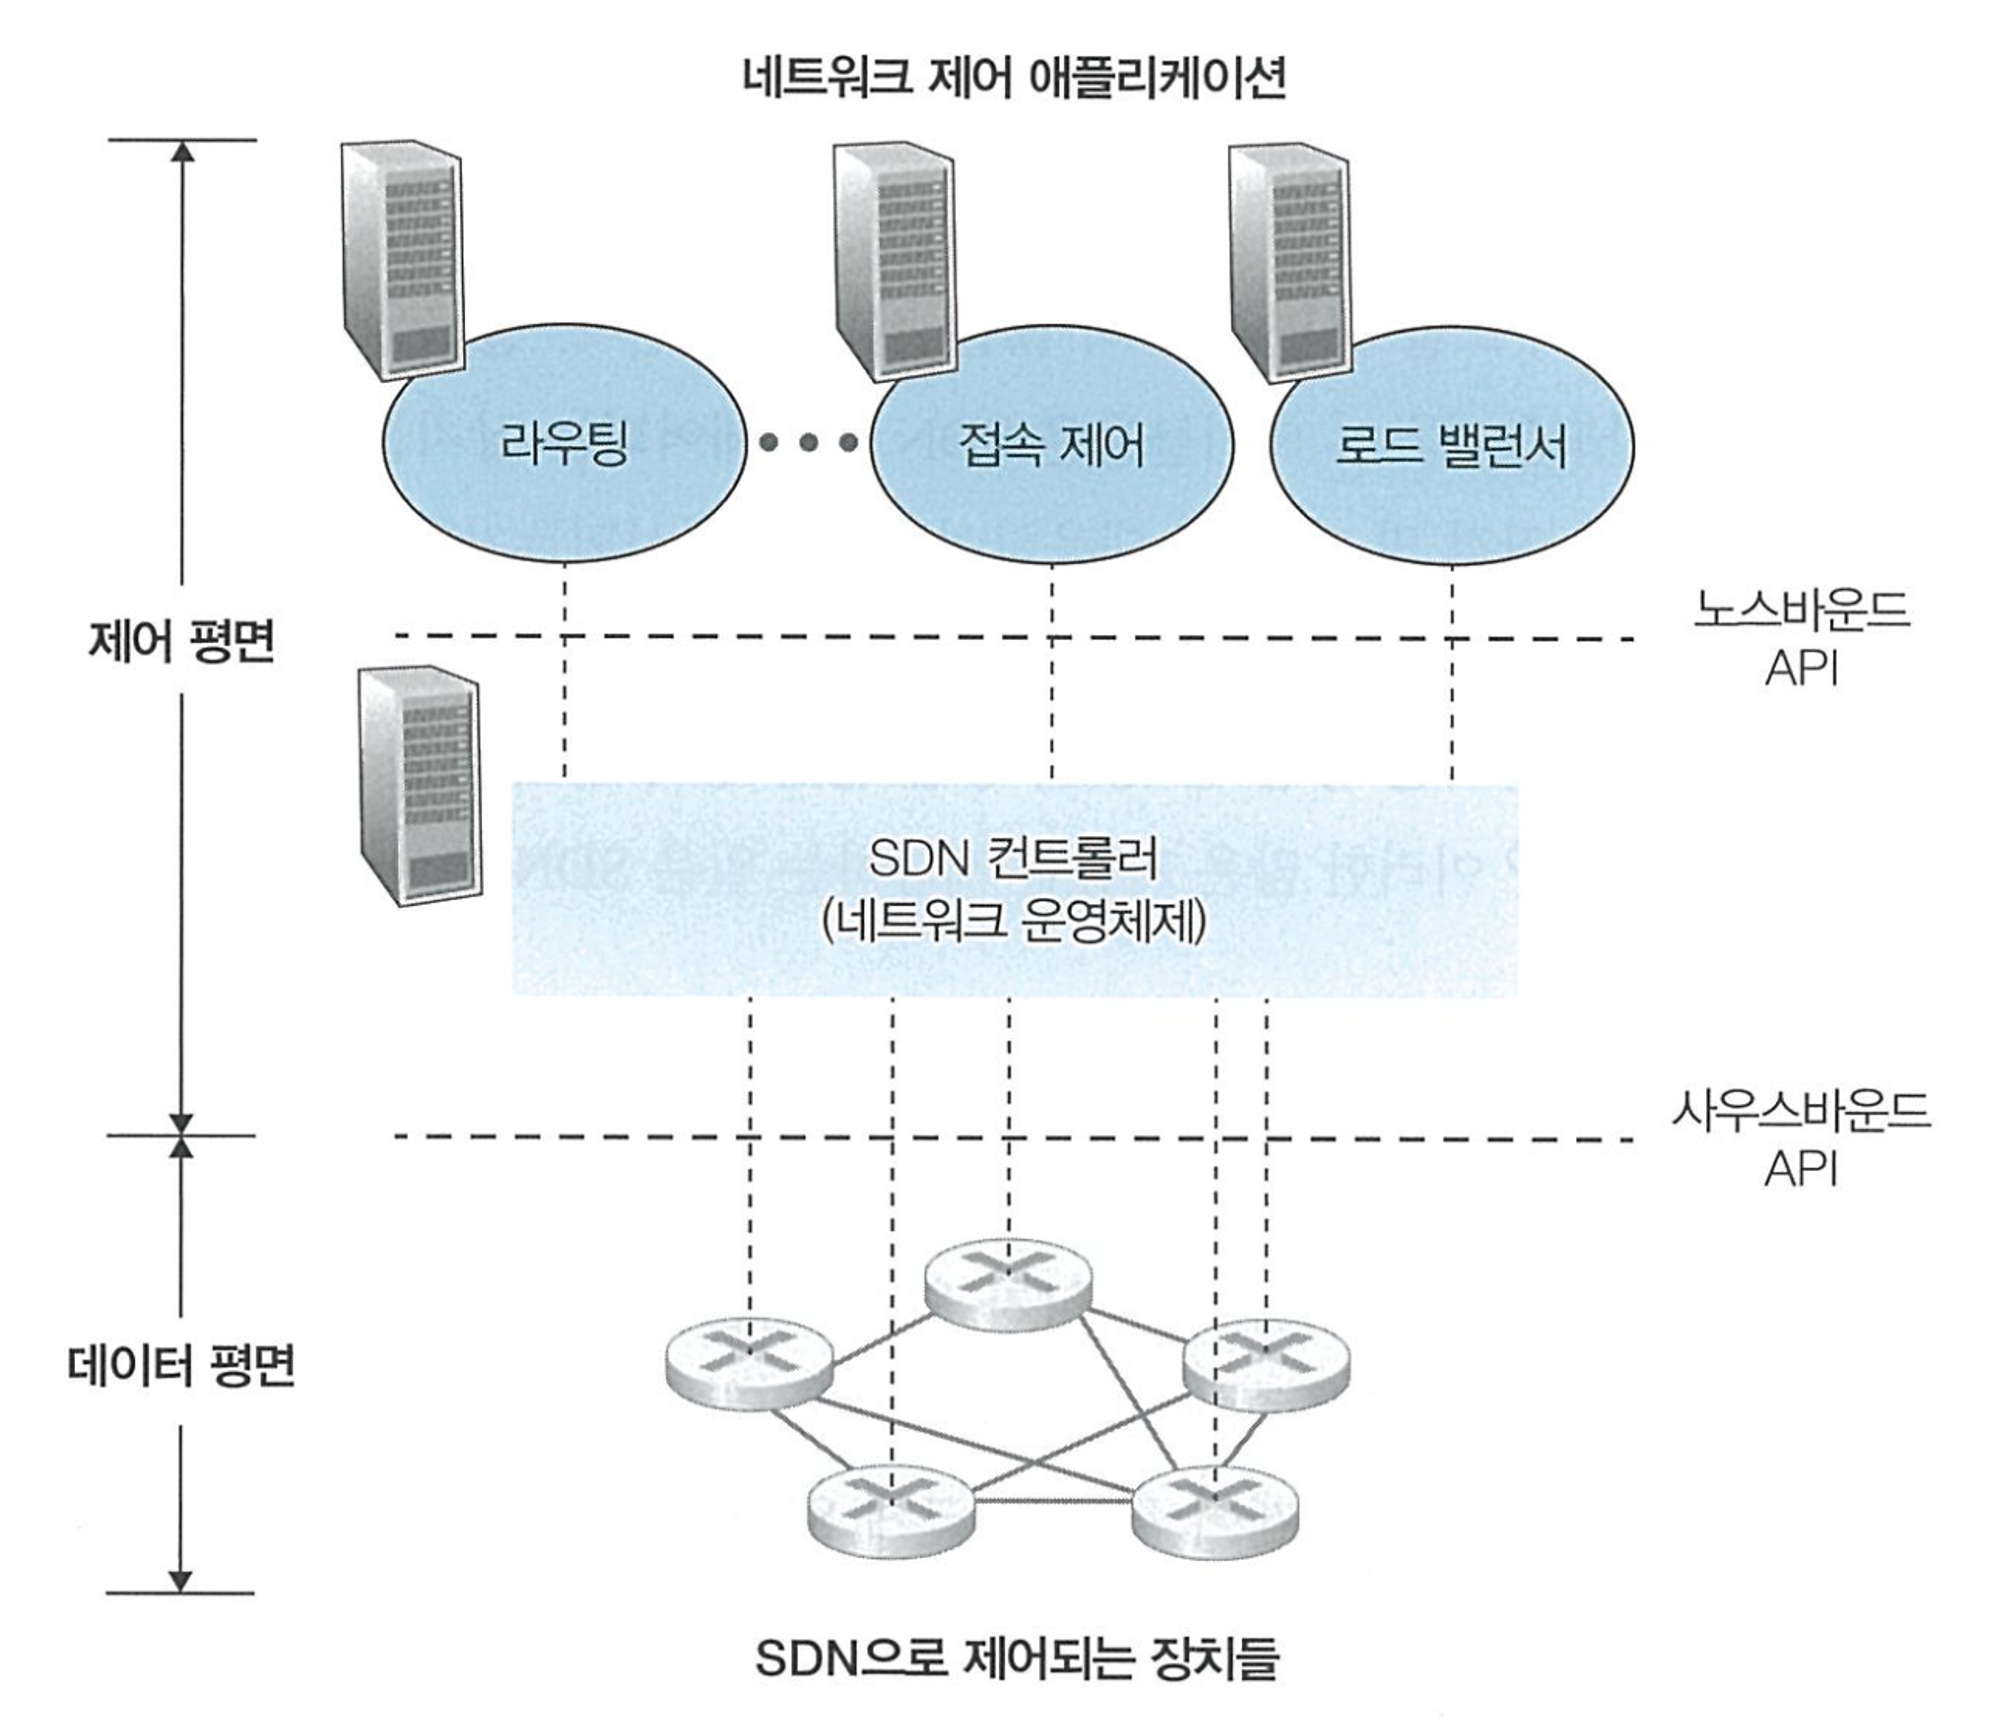 네트워크 제어 애플리케이션
라우팅
접속 제어
로드 밸런서
노스바운드
API
제어 평면
SDN 컨트롤러
(네트워크 운영체제)
사우스바운드
API
데이터 평면
SDN으로 제어되는 장치들